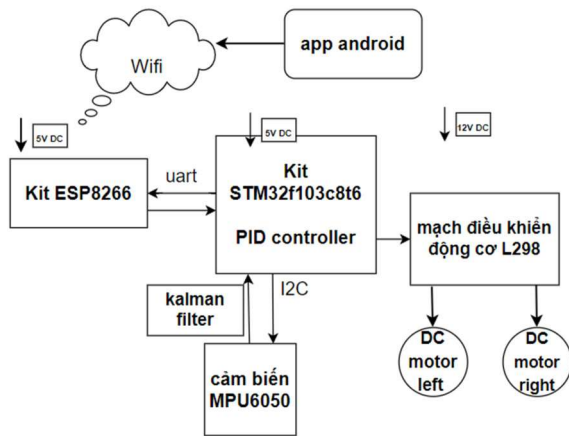 app android
Wifi
5V DC
5V DC
12V DC
Kit ESP8266
uart
Kit
STM32f103c8t6
PID controller
mạch điều khiển
động cơ L298
I2C
kalman
filter
cảm biến
MPU6050
DC
motor
left
DC
motor
right